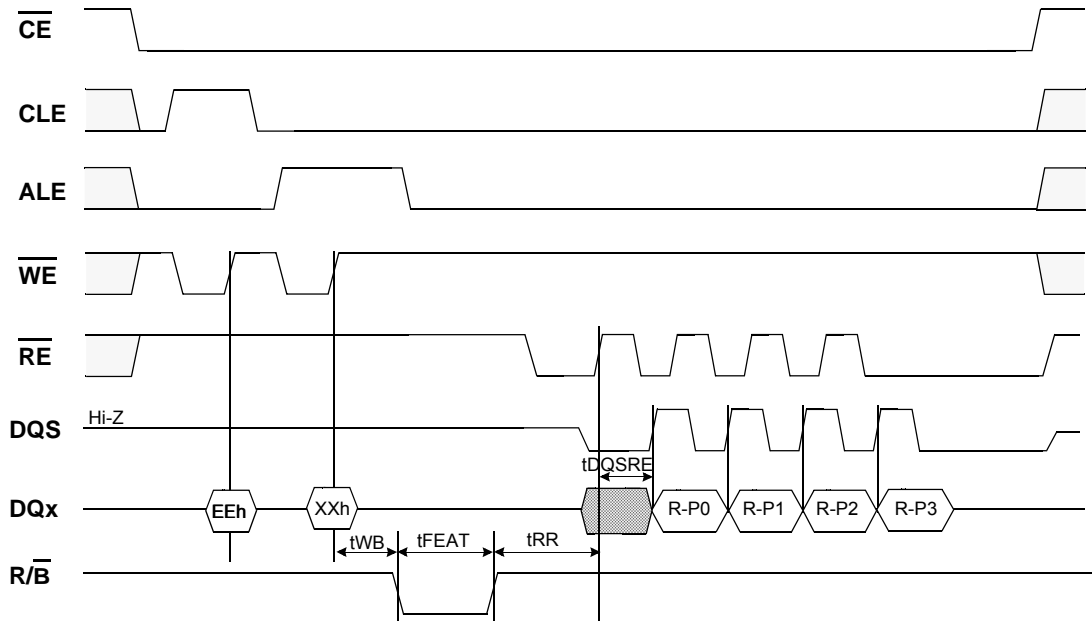 CE
CLE
ALE
WE
RE
DQS Hi-Z
tDQSRE
DQx EEh XXh R-P0 R-P1 R-P2 R-P3
tWB tFEAT tRR
R/B